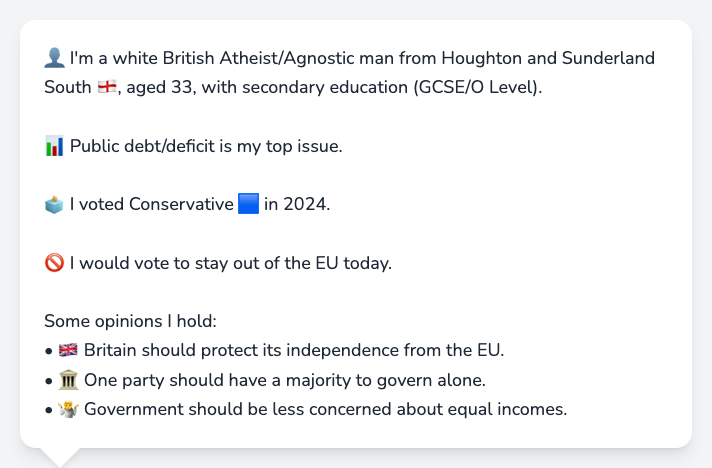 👤 I'm a white British Atheist/Agnostic man from Houghton and Sunderland
South 🏴󠁧󠁢󠁥󠁮󠁧󠁿, aged 33, with secondary education (GCSE/O Level).
📊 Public debt/deficit is my top issue.
🗳️ I voted Conservative 🟦 in 2024.
🚫 I would vote to stay out of the EU today.
Some opinions I hold:
• 🇬🇧 Britain should protect its independence from the EU.
• 🏛️ One party should have a majority to govern alone.
• 🤷 Government should be less concerned about equal incomes.